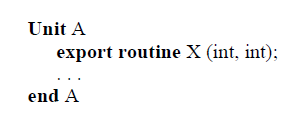 Unit A
export routine X (int, int);
. . .
end A